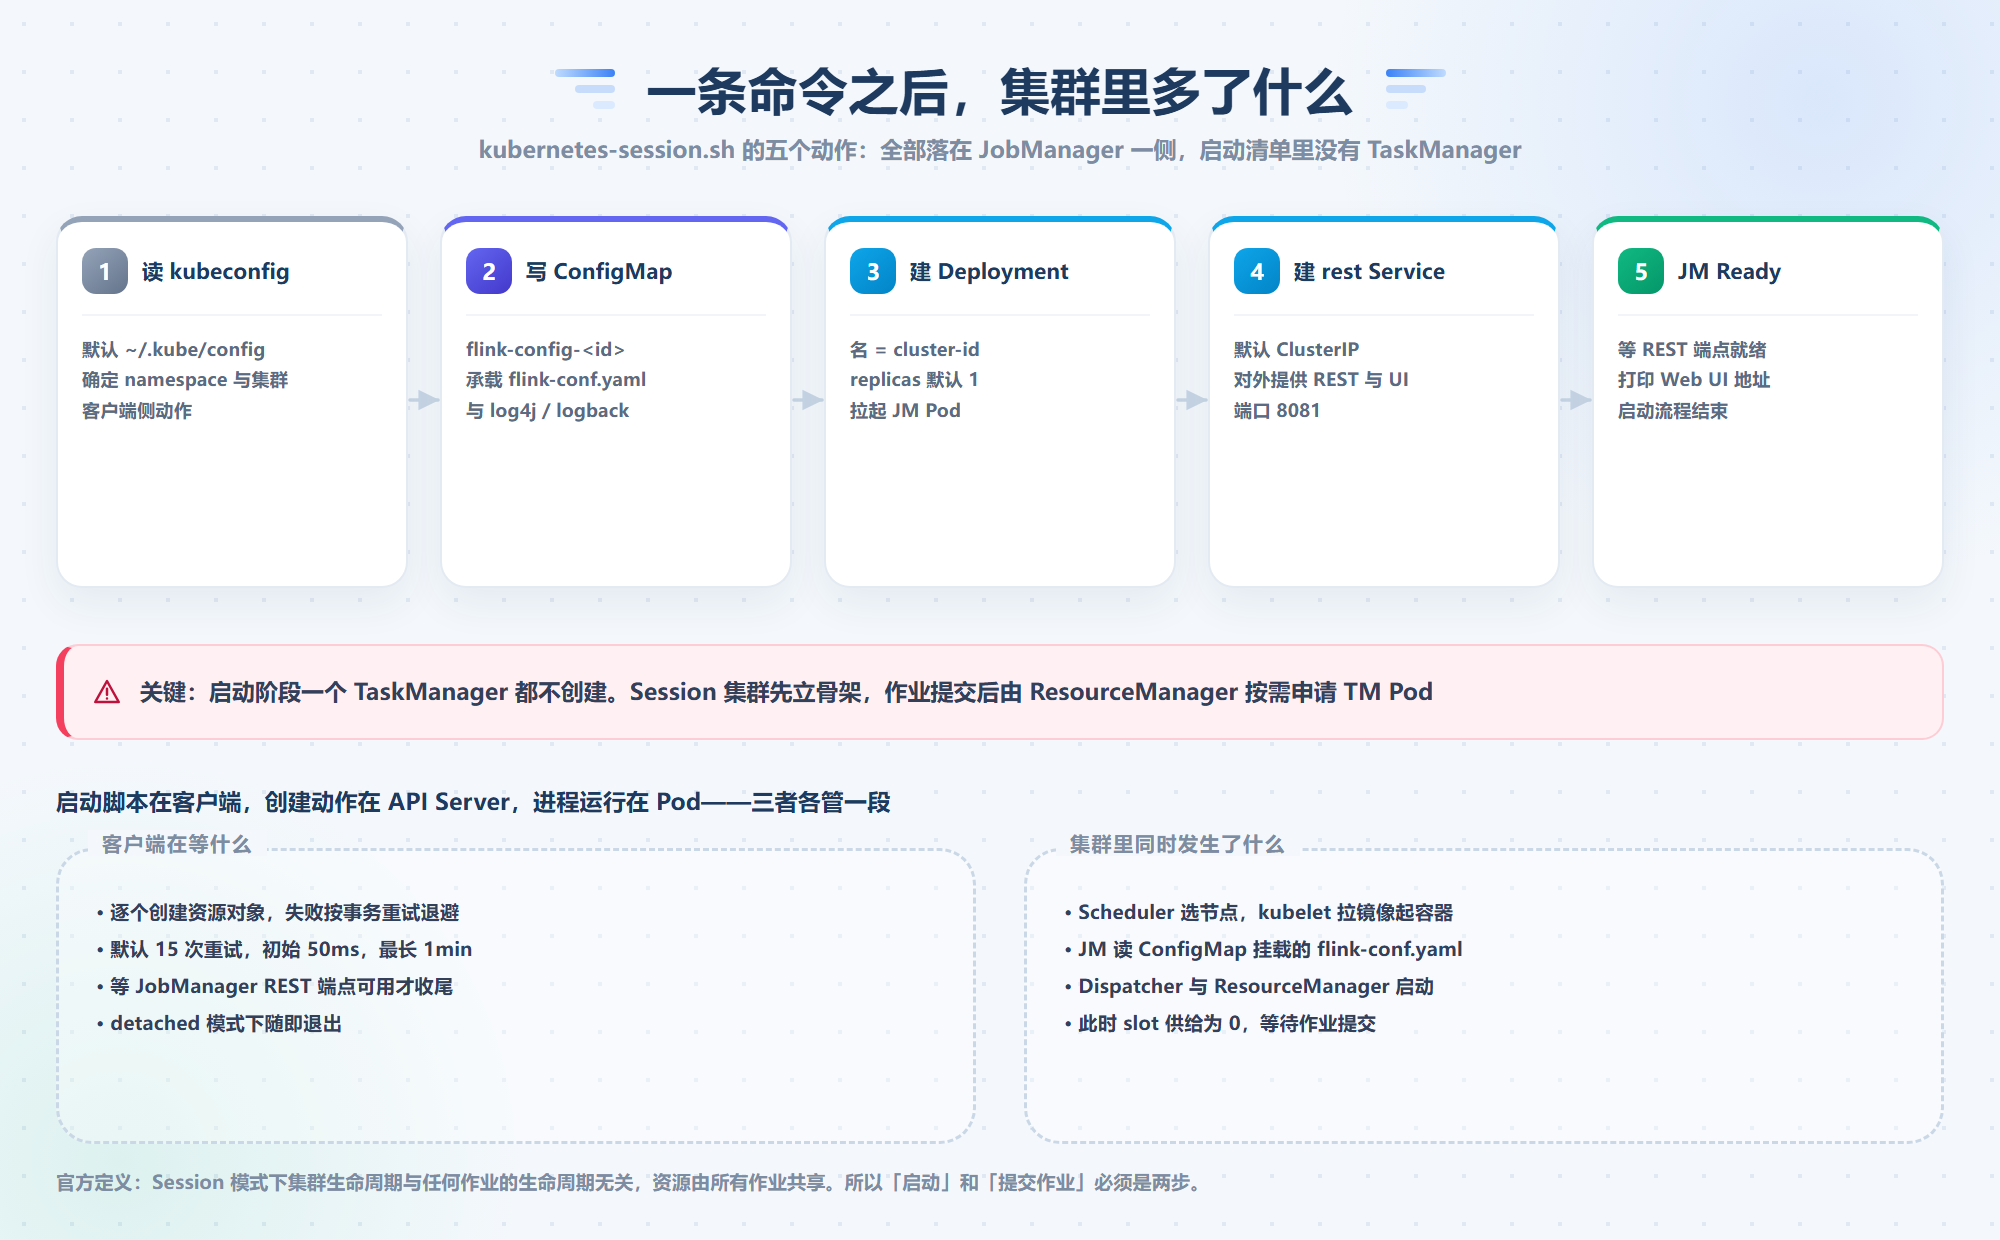 一条命令之后，集群里多了什么
kubernetes-session.sh 的五个动作：全部落在 JobManager 一侧，启动清单里没有 TaskManager
1 读 kubeconfig
默认 ~/.kube/config
确定 namespace 与集群
客户端侧动作
2 写 ConfigMap
flink-config-<id>
承载 flink-conf.yaml
与 log4j / logback
3 建 Deployment
名 = cluster-id
replicas 默认 1
拉起 JM Pod
4 建 rest Service
默认 ClusterIP
对外提供 REST 与 UI
端口 8081
5 JM Ready
等 REST 端点就绪
打印 Web UI 地址
启动流程结束
关键：启动阶段一个 TaskManager 都不创建。Session 集群先立骨架，作业提交后由 ResourceManager 按需申请 TM Pod
启动脚本在客户端，创建动作在 API Server，进程运行在 Pod——三者各管一段
客户端在等什么
• 逐个创建资源对象，失败按事务重试退避
• 默认 15 次重试，初始 50ms，最长 1min
• 等 JobManager REST 端点可用才收尾
• detached 模式下随即退出
集群里同时发生了什么
• Scheduler 选节点，kubelet 拉镜像起容器
• JM 读 ConfigMap 挂载的 flink-conf.yaml
• Dispatcher 与 ResourceManager 启动
• 此时 slot 供给为 0，等待作业提交
官方定义：Session 模式下集群生命周期与任何作业的生命周期无关，资源由所有作业共享。所以「启动」和「提交作业」必须是两步。